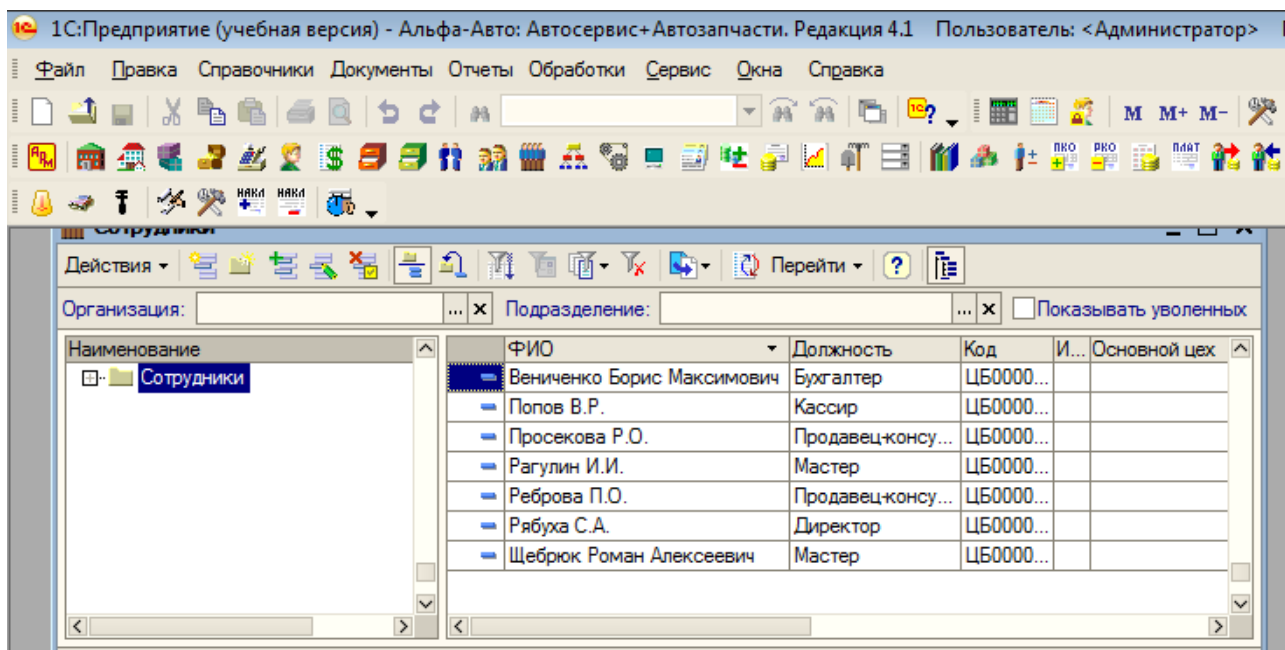 1С:Предприятие (учебная версия) - Альфа-Авто: Автосервис+Автозапчасти. Редакция 4.1 Пользователь: <Администратор>
Файл Правка Справочники Документы Отчеты Обработки Сервис Окна Справка
М М+ М-
ПКО РКО ПЛАТ
НАКЛ НАКЛ
Сотрудники
Действия Перейти
Организация: ... x Подразделение: ... x Показывать уволенных
Наименование ФИО Должность Код И... Основной цех
Сотрудники Вениченко Борис Максимович Бухгалтер ЦБ0000...
Попов В.Р. Кассир ЦБ0000...
Просекова Р.О. Продавец-консу... ЦБ0000...
Рагулин И.И. Мастер ЦБ0000...
Реброва П.О. Продавец-консу... ЦБ0000...
Рябуха С.А. Директор ЦБ0000...
Щебрюк Роман Алексеевич Мастер ЦБ0000...